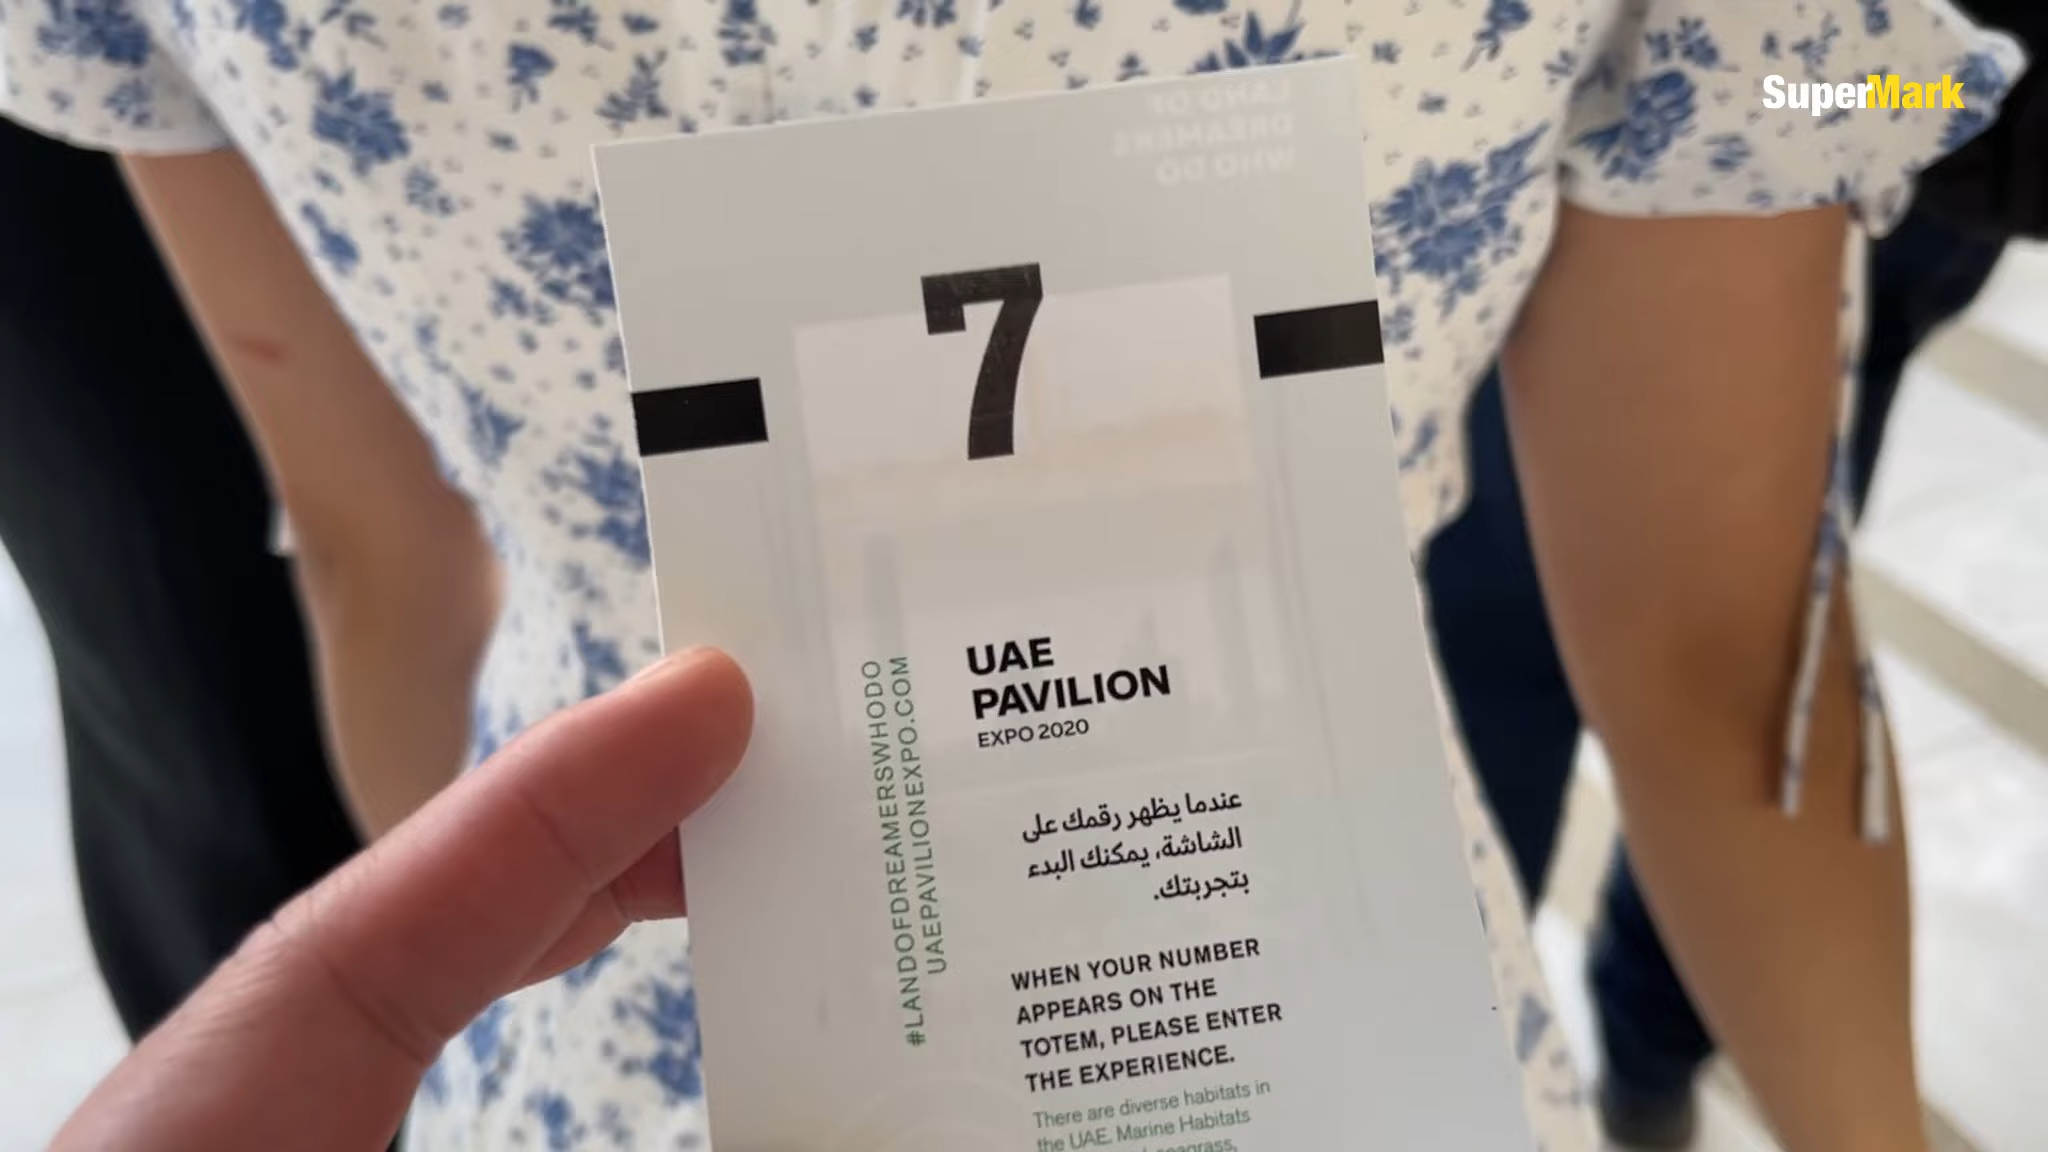 SuperMark
LAND OF
DREAMERS
WHO DO
7
UAE
PAVILION
EXPO 2020
#LANDOFDREAMERSWHODO
UAEPAVILIONEXPO.COM
عندما يظهر رقمك على
الشاشة، يمكنك البدء
بتجربتك.
WHEN YOUR NUMBER
APPEARS ON THE
TOTEM, PLEASE ENTER
THE EXPERIENCE.
There are diverse habitats in
the UAE. Marine Habitats
seagrass,